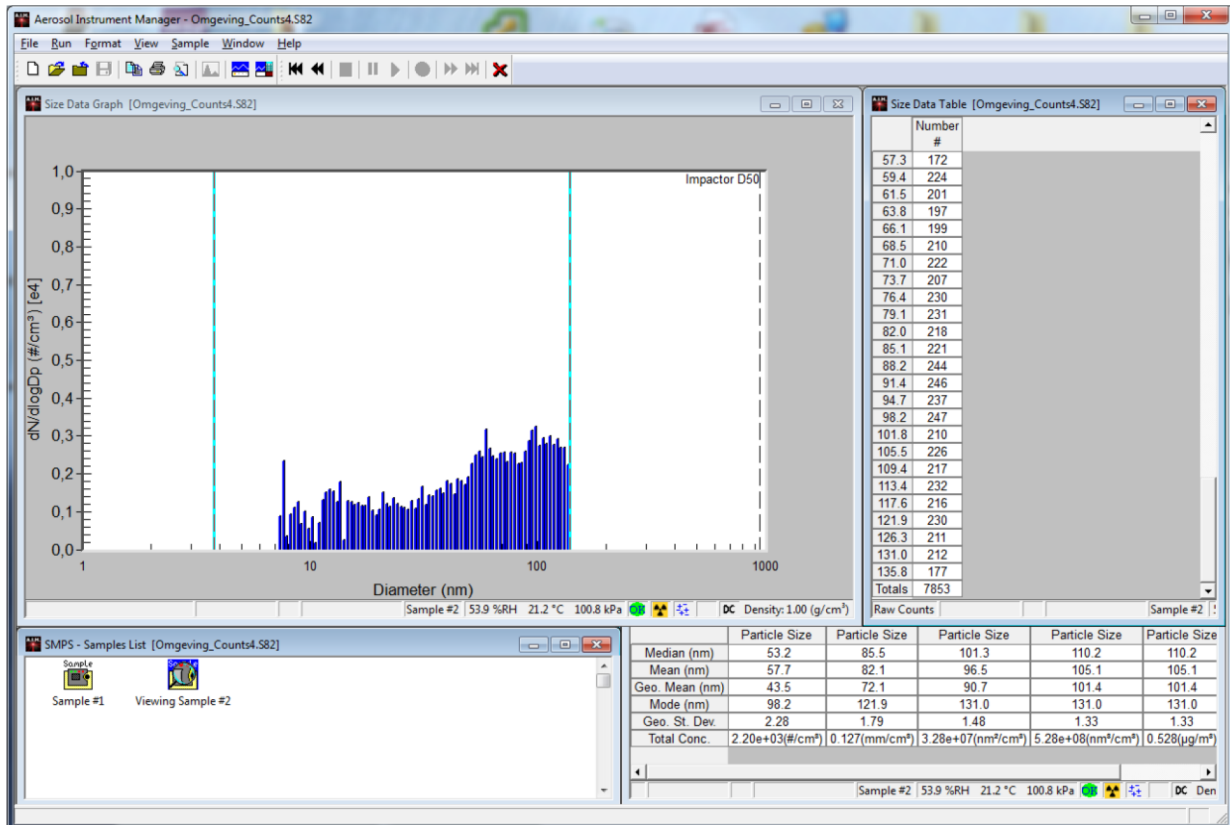 Aerosol Instrument Manager - Omgeving_Counts4.S82
File Run Format View Sample Window Help
Size Data Graph [Omgeving_Counts4.S82]
Impactor D50
1,0
0,9
0,8
0,7
0,6
0,5
0,4
0,3
0,2
0,1
0,0
dN/dlogDp (#/cm³) [e4]
1 10 100 1000
Diameter (nm)
Sample #2 53.9 %RH 21.2 °C 100.8 kPa DC Density: 1.00 (g/cm³)
Size Data Table [Omgeving_Counts4.S82]
Number
#
57.3 172
59.4 224
61.5 201
63.8 197
66.1 199
68.5 210
71.0 222
73.7 207
76.4 230
79.1 231
82.0 218
85.1 221
88.2 244
91.4 246
94.7 237
98.2 247
101.8 210
105.5 226
109.4 217
113.4 232
117.6 216
121.9 230
126.3 211
131.0 212
135.8 177
Totals 7853
Raw Counts Sample #2
SMPS - Samples List [Omgeving_Counts4.S82]
Sample #1 Viewing Sample #2
Particle Size Particle Size Particle Size Particle Size Particle Size
Median (nm) 53.2 85.5 101.3 110.2 110.2
Mean (nm) 57.7 82.1 96.5 105.1 105.1
Geo. Mean (nm) 43.5 72.1 90.7 101.4 101.4
Mode (nm) 98.2 121.9 131.0 131.0 131.0
Geo. St. Dev. 2.28 1.79 1.48 1.33 1.33
Total Conc. 2.20e+03(#/cm³) 0.127(mm/cm³) 3.28e+07(nm²/cm³) 5.28e+08(nm³/cm³) 0.528(µg/m³)
Sample #2 53.9 %RH 21.2 °C 100.8 kPa DC Den